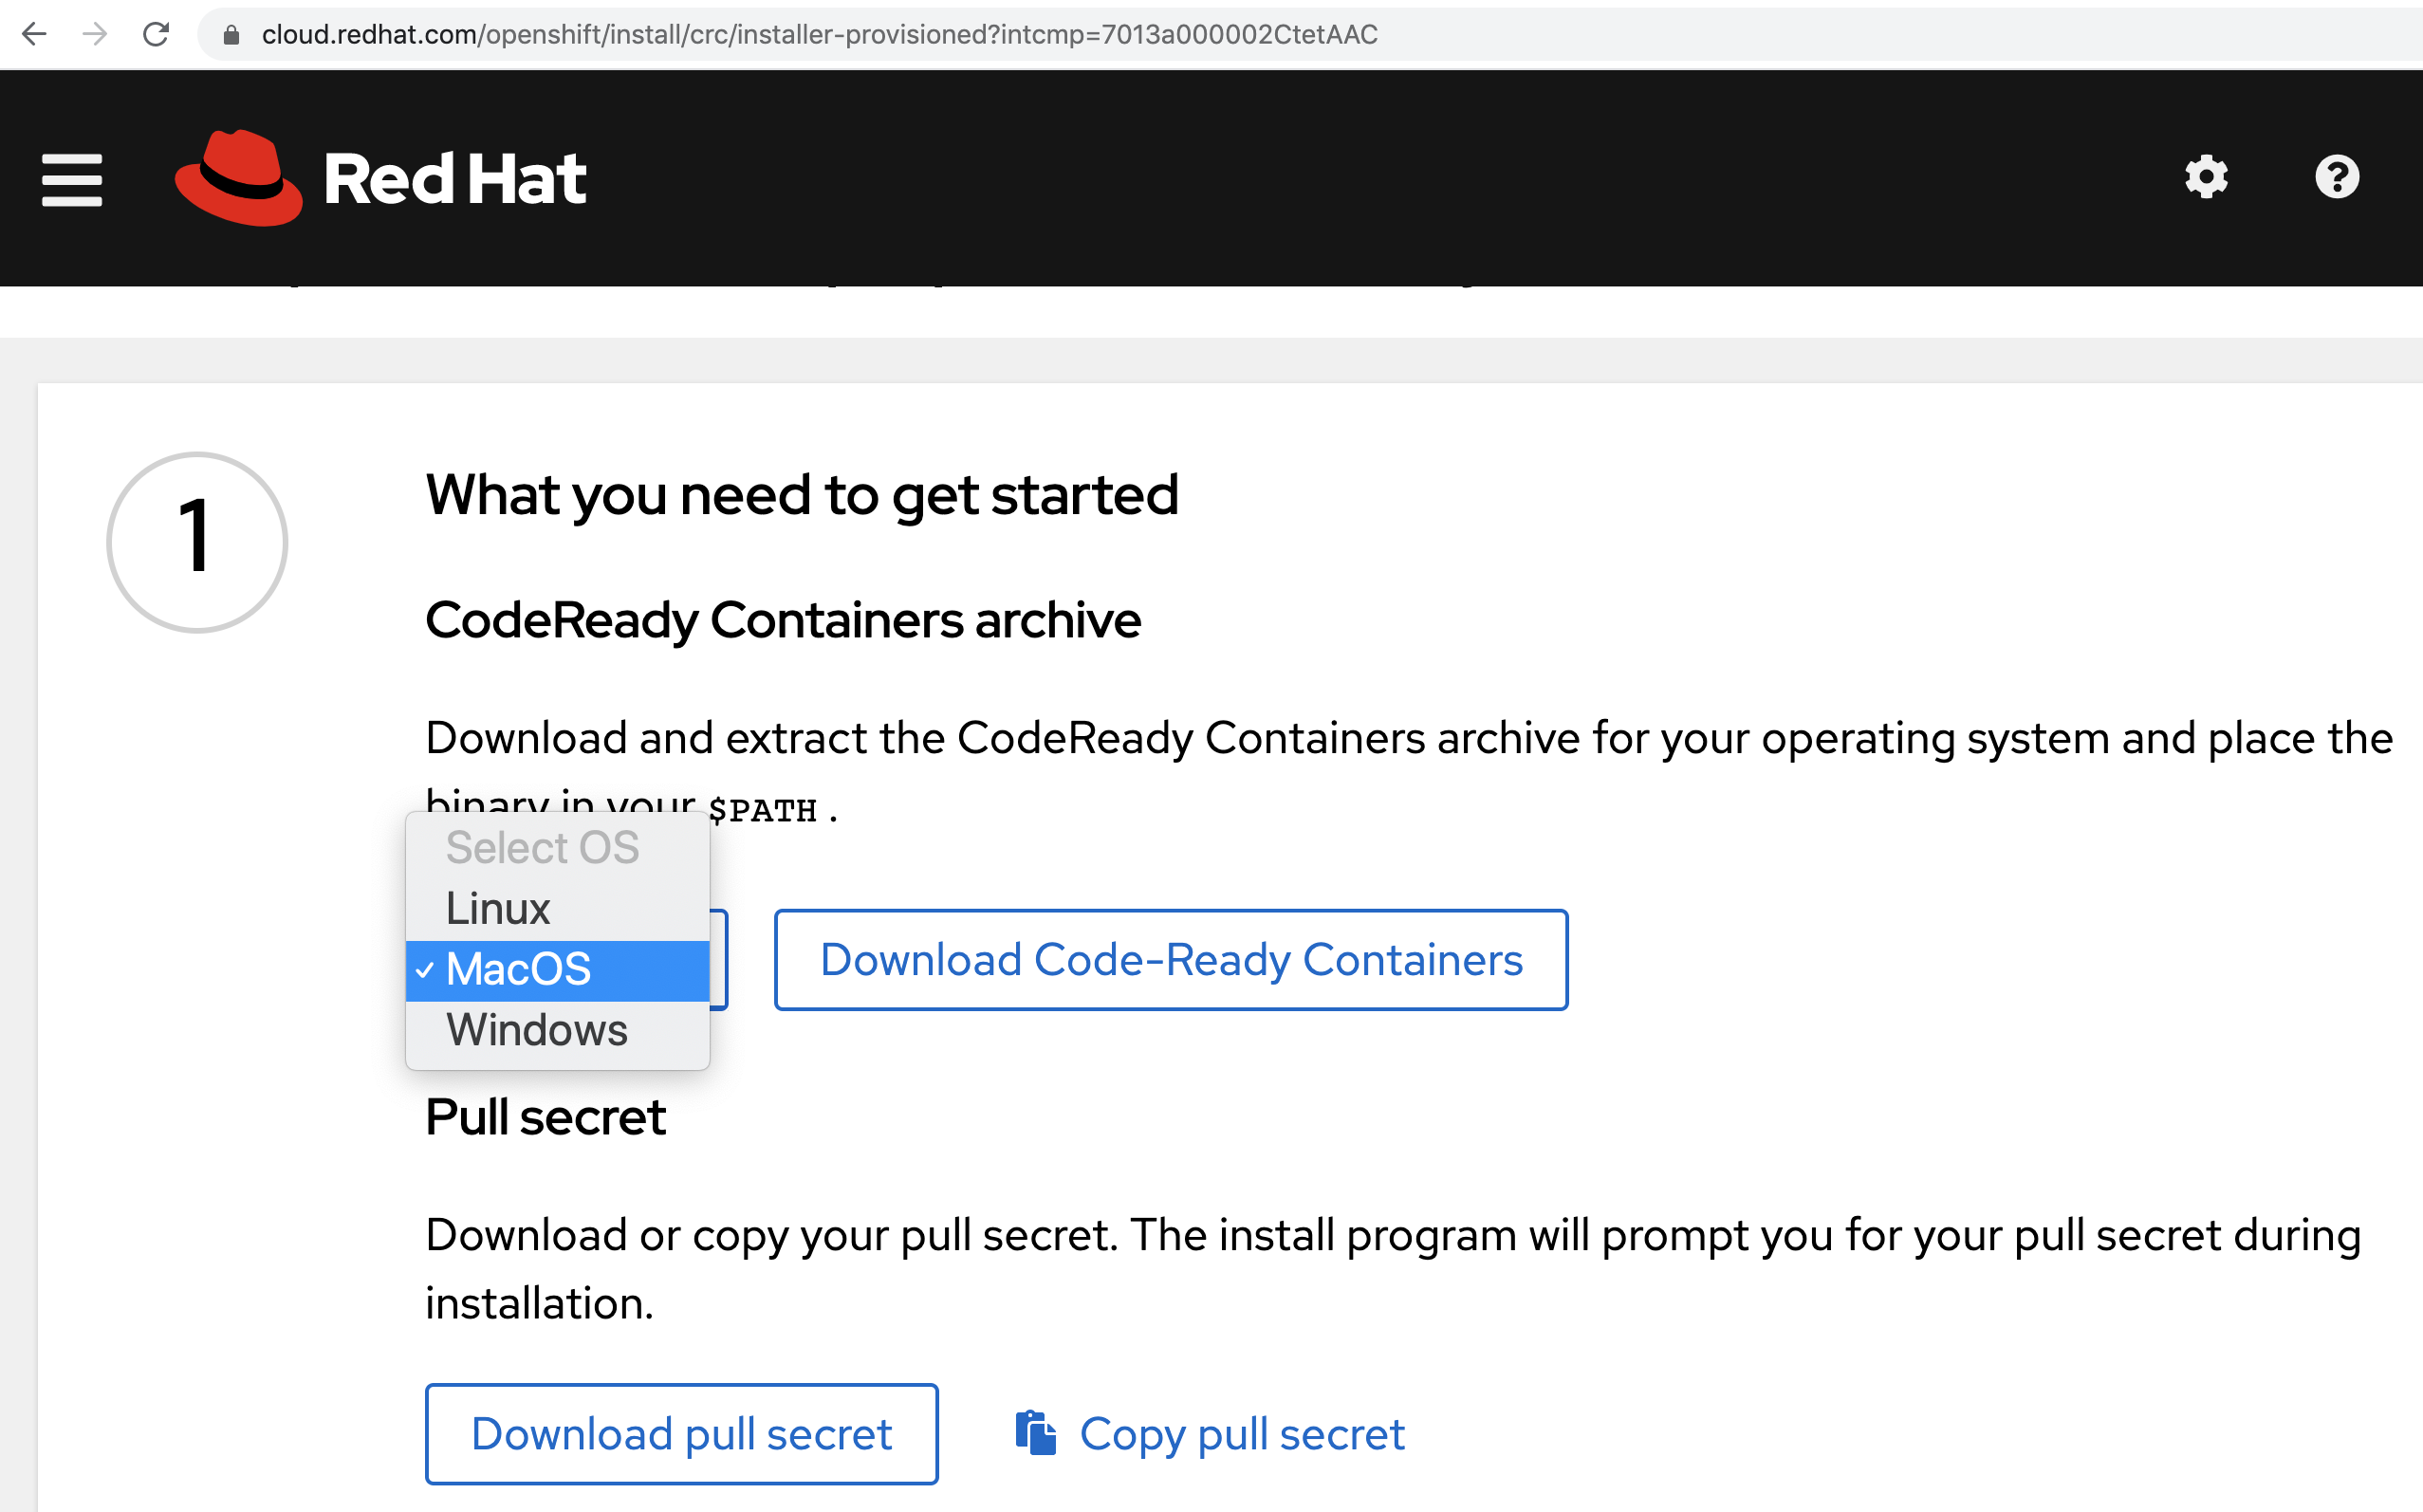 cloud.redhat.com/openshift/install/crc/installer-provisioned?intcmp=7013a000002CtetAAC
Red Hat
1
What you need to get started
CodeReady Containers archive
Download and extract the CodeReady Containers archive for your operating system and place the
binary in your $PATH .
Select OS
Linux
✓ MacOS
Windows
Download Code-Ready Containers
Pull secret
Download or copy your pull secret. The install program will prompt you for your pull secret during
installation.
Download pull secret
Copy pull secret